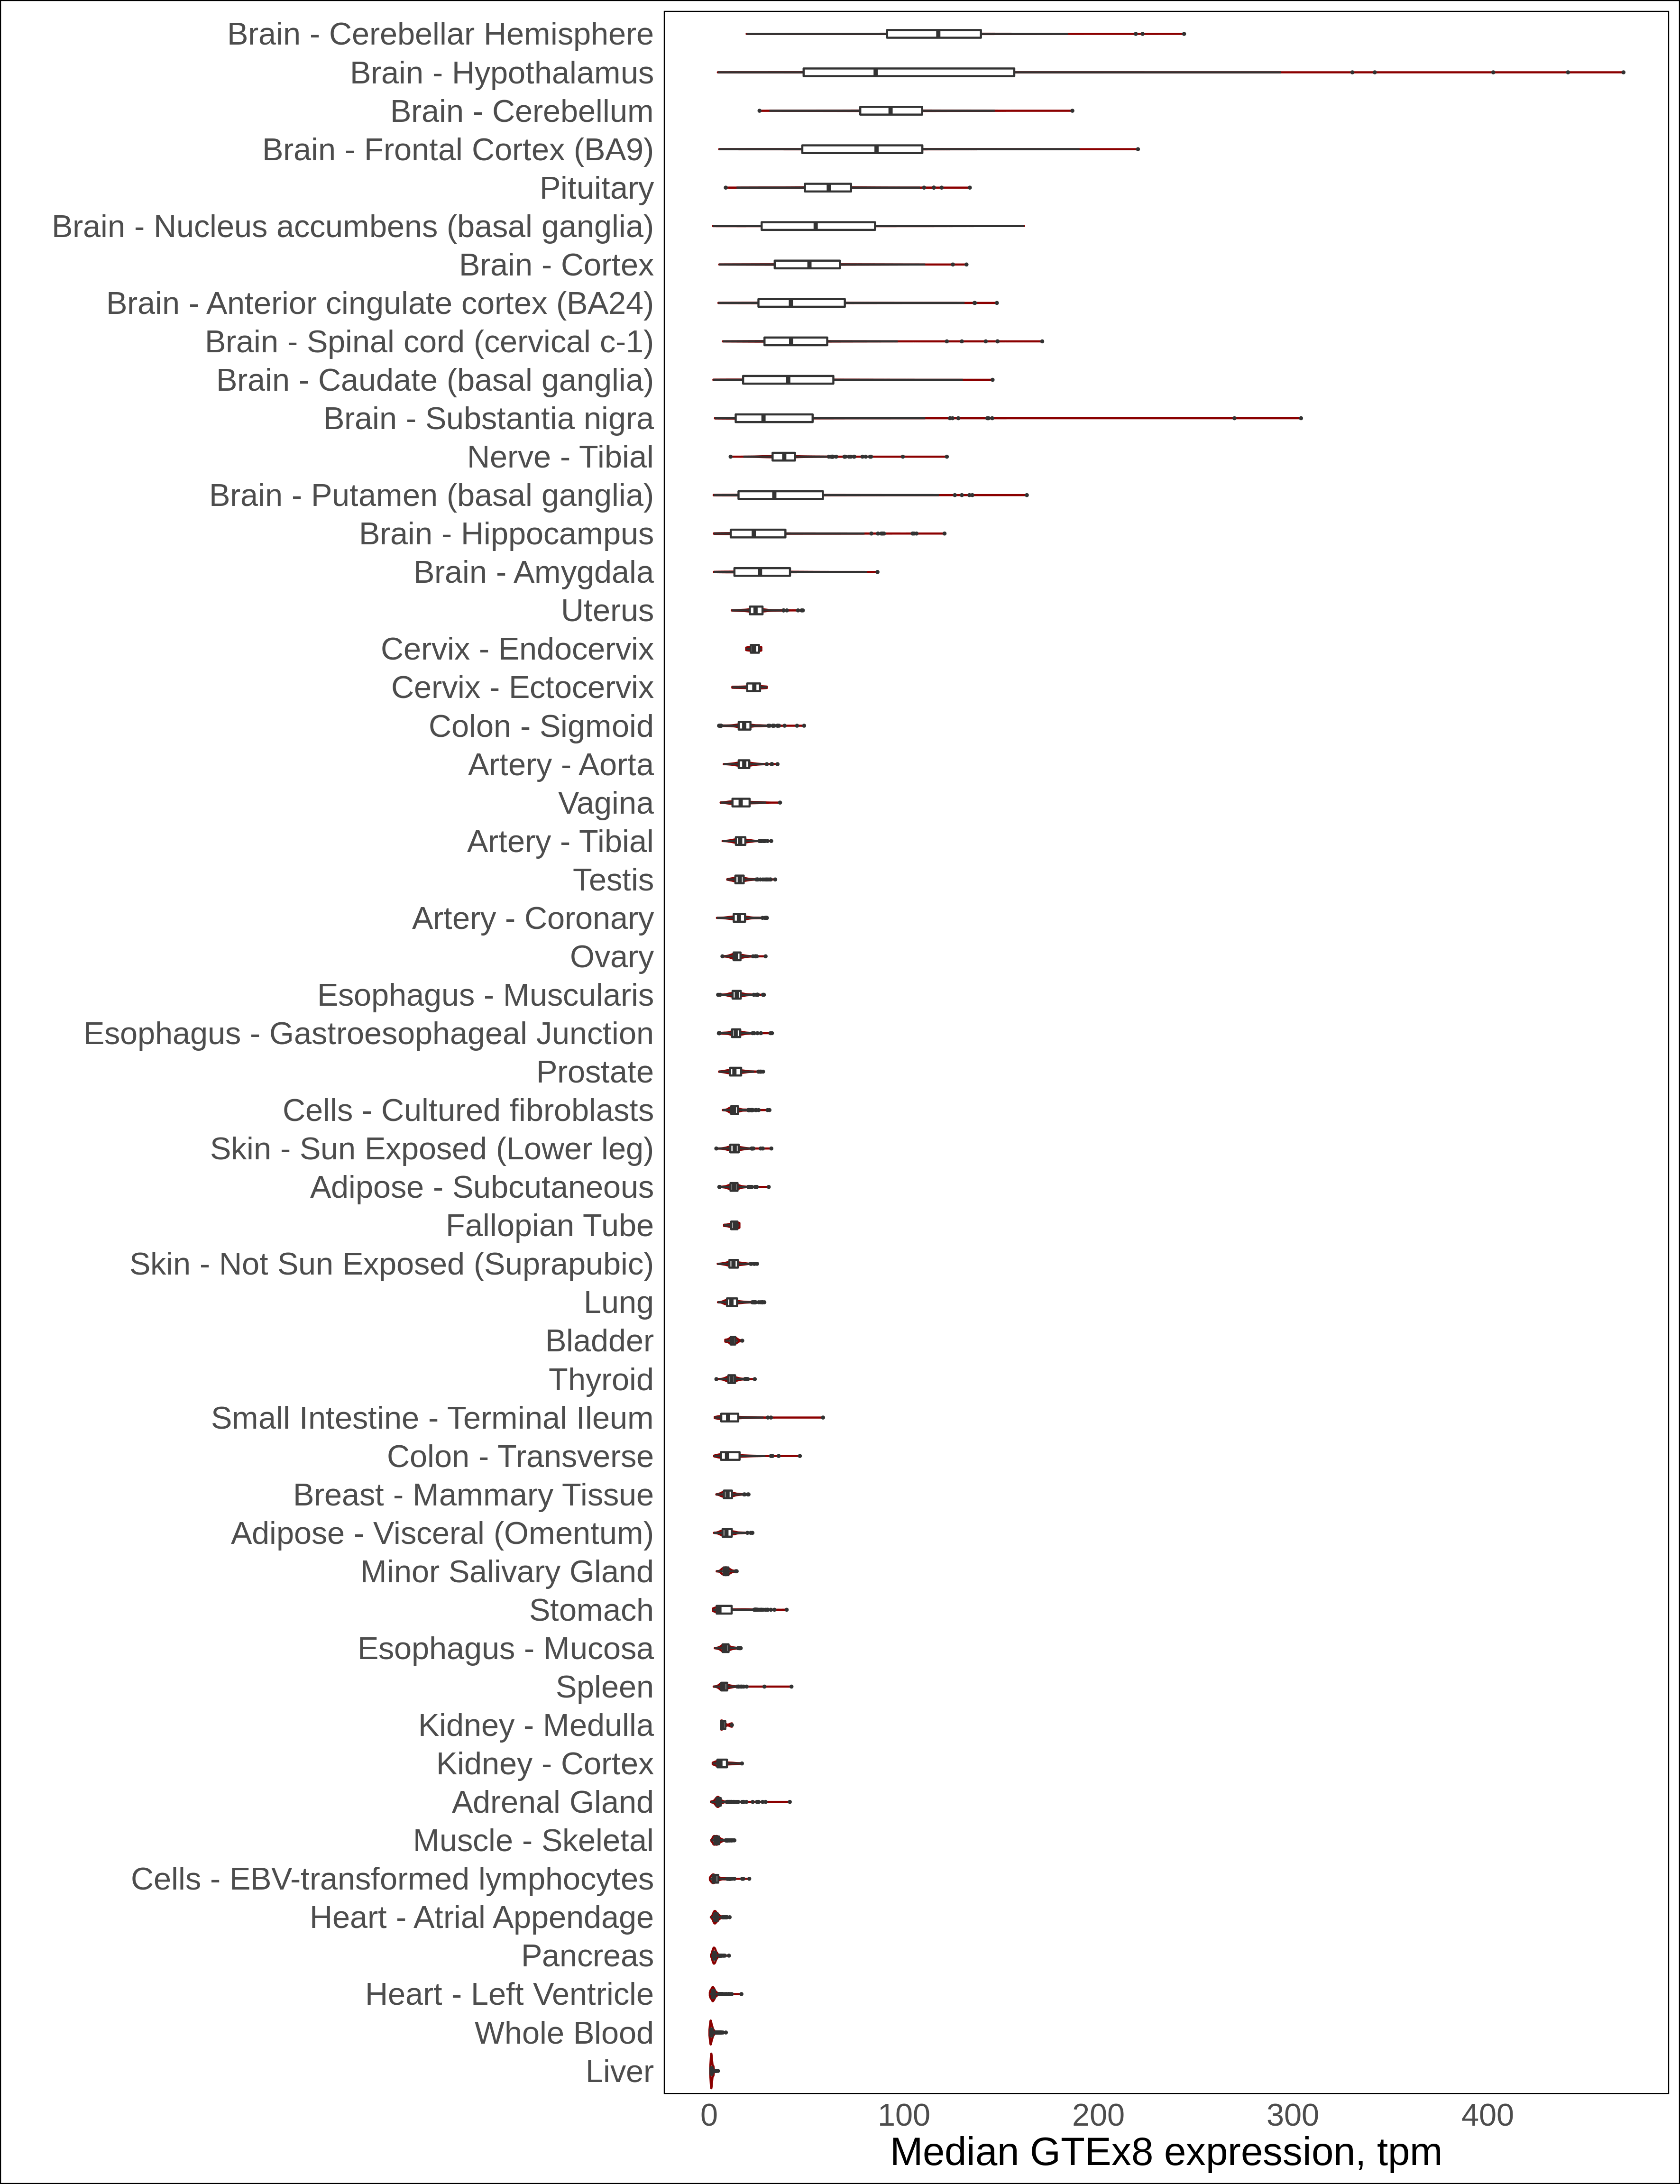 Brain - Cerebellar Hemisphere
Brain - Hypothalamus
Brain - Cerebellum
Brain - Frontal Cortex (BA9)
Pituitary
Brain - Nucleus accumbens (basal ganglia)
Brain - Cortex
Brain - Anterior cingulate cortex (BA24)
Brain - Spinal cord (cervical c-1)
Brain - Caudate (basal ganglia)
Brain - Substantia nigra
Nerve - Tibial
Brain - Putamen (basal ganglia)
Brain - Hippocampus
Brain - Amygdala
Uterus
Cervix - Endocervix
Cervix - Ectocervix
Colon - Sigmoid
Artery - Aorta
Vagina
Artery - Tibial
Testis
Artery - Coronary
Ovary
Esophagus - Muscularis
Esophagus - Gastroesophageal Junction
Prostate
Cells - Cultured fibroblasts
Skin - Sun Exposed (Lower leg)
Adipose - Subcutaneous
Fallopian Tube
Skin - Not Sun Exposed (Suprapubic)
Lung
Bladder
Thyroid
Small Intestine - Terminal Ileum
Colon - Transverse
Breast - Mammary Tissue
Adipose - Visceral (Omentum)
Minor Salivary Gland
Stomach
Esophagus - Mucosa
Spleen
Kidney - Medulla
Kidney - Cortex
Adrenal Gland
Muscle - Skeletal
Cells - EBV-transformed lymphocytes
Heart - Atrial Appendage
Pancreas
Heart - Left Ventricle
Whole Blood
Liver
0 100 200 300 400
Median GTEx8 expression, tpm